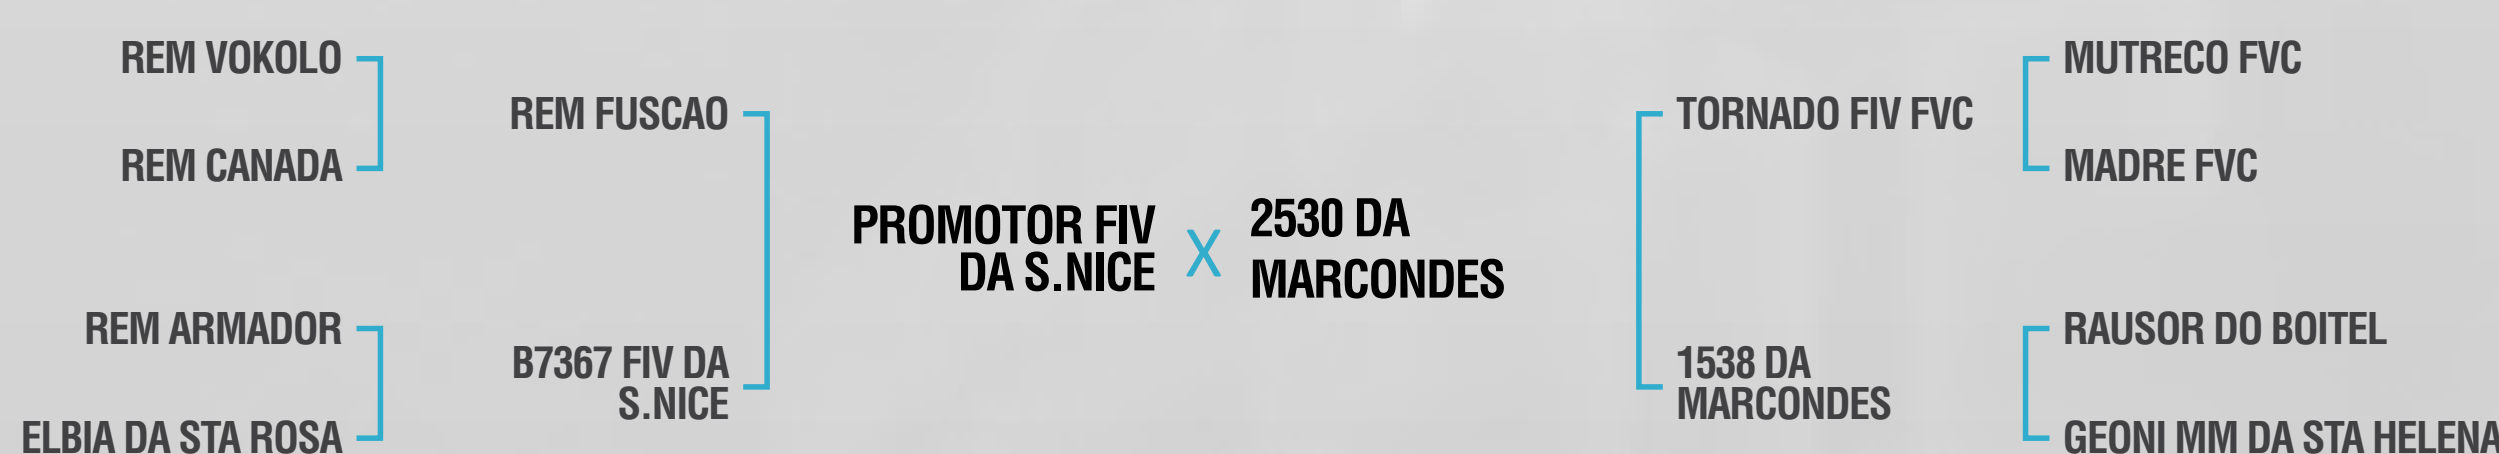 REM VOKOLO
REM CANADA
REM FUSCAO
REM ARMADOR
ELBIA DA STA ROSA
B7367 FIV DA
S.NICE
PROMOTOR FIV
DA S.NICE
X
2530 DA
MARCONDES
TORNADO FIV FVC
MUTRECO FVC
MADRE FVC
1538 DA
MARCONDES
RAUSOR DO BOITEL
GEONI MM DA STA HELENA